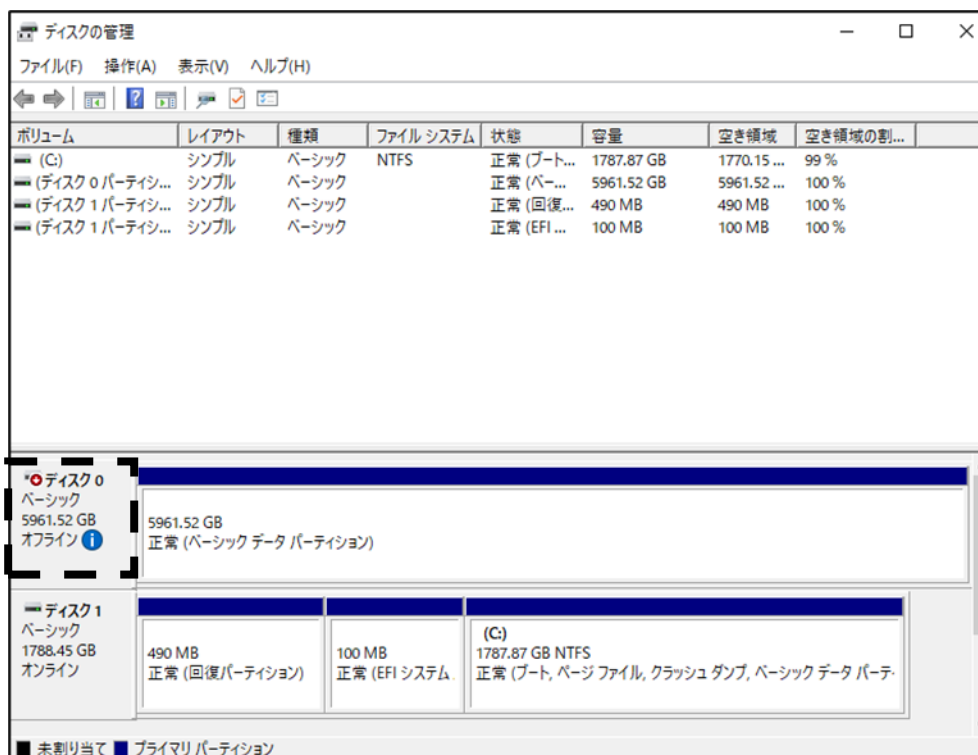 ディスクの管理
ファイル(F) 操作(A) 表示(V) ヘルプ(H)
ボリューム レイアウト 種類 ファイル システム 状態 容量 空き領域 空き領域の割...
(C:) シンプル ベーシック NTFS 正常 (ブート... 1787.87 GB 1770.15 ... 99 %
(ディスク 0 パーティシ... シンプル ベーシック 正常 (ベー... 5961.52 GB 5961.52 ... 100 %
(ディスク 1 パーティシ... シンプル ベーシック 正常 (回復... 490 MB 490 MB 100 %
(ディスク 1 パーティシ... シンプル ベーシック 正常 (EFI ... 100 MB 100 MB 100 %
ディスク 0
ベーシック
5961.52 GB
オフライン
5961.52 GB
正常 (ベーシック データ パーティション)
ディスク 1
ベーシック
1788.45 GB
オンライン
490 MB
正常 (回復パーティション)
100 MB
正常 (EFI システム
(C:)
1787.87 GB NTFS
正常 (ブート, ページ ファイル, クラッシュ ダンプ, ベーシック データ パーテ
未割り当て プライマリ パーティション